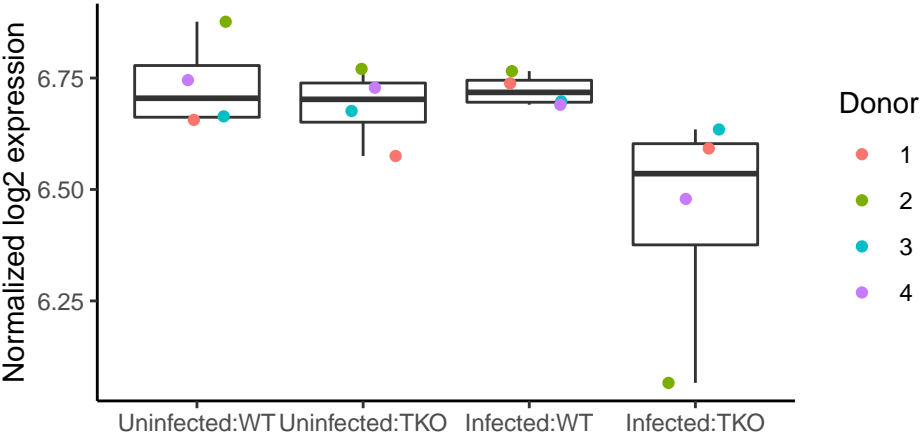 Normalized log2 expression
6.75
6.50
6.25
Uninfected:WT
Uninfected:TKO
Infected:WT
Infected:TKO
Donor
1
2
3
4